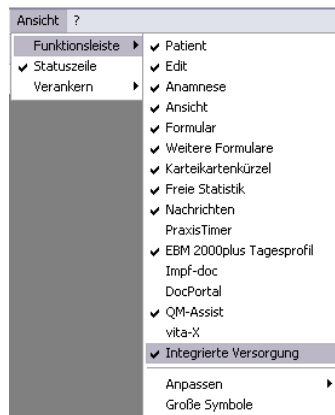 Ansicht ?
Funktionsleiste
Statuszeile
Verankern
Patient
Edit
Anamnese
Ansicht
Formular
Weitere Formulare
Karteikartenkürzel
Freie Statistik
Nachrichten
PraxisTimer
EBM 2000plus Tagesprofil
Impf-doc
DocPortal
QM-Assist
vita-X
Integrierte Versorgung
Anpassen
Große Symbole